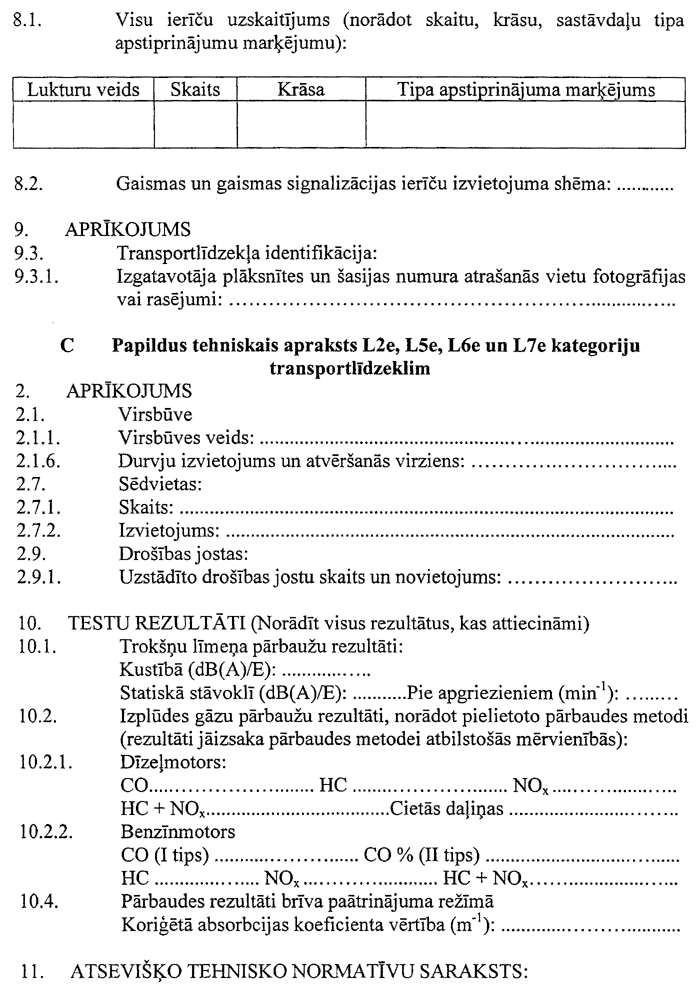 8.1. Visu ierīču uzskaitījums (norādot skaitu, krāsu, sastāvdaļu tipa
apstiprinājumu marķējumu):
Lukturu veids Skaits Krāsa Tipa apstiprinājuma marķējums
8.2. Gaismas un gaismas signalizācijas ierīču izvietojuma shēma: ............
9. APRĪKOJUMS
9.3. Transportlīdzekļa identifikācija:
9.3.1. Izgatavotāja plāksnītes un šasijas numura atrašanās vietu fotogrāfijas
vai rasējumi: ....................................................................
C Papildus tehniskais apraksts L2e, L5e, L6e un L7e kategoriju
transportlīdzeklim
2. APRĪKOJUMS
2.1. Virsbūve
2.1.1. Virsbūves veids: ....................................................................
2.1.6. Durvju izvietojums un atvēršanās virziens: ....................................
2.7. Sēdvietas:
2.7.1. Skaits: ....................................................................
2.7.2. Izvietojums: ....................................................................
2.9. Drošības jostas:
2.9.1. Uzstādīto drošības jostu skaits un novietojums: ............................
10. TESTU REZULTĀTI (Norādīt visus rezultātus, kas attiecināmi)
10.1. Trokšņu līmeņa pārbaužu rezultāti:
Kustībā (dB(A)/E): .................
Statiskā stāvoklī (dB(A)/E): ...........Pie apgriezieniem (min⁻¹): .........
10.2. Izplūdes gāzu pārbaužu rezultāti, norādot pielietoto pārbaudes metodi
(rezultāti jāizsaka pārbaudes metodei atbilstošās mērvienībās):
10.2.1. Dīzeļmotors:
CO........................... HC .......................... NOₓ .....................
HC + NOₓ....................................Cietās daļiņas ............................
10.2.2. Benzīnmotors
CO (I tips) ........................ CO % (II tips) ..................................
HC ..................... NOₓ ........................... HC + NOₓ..........................
10.4. Pārbaudes rezultāti brīva paātrinājuma režīmā
Koriģētā absorbcijas koeficienta vērtība (m⁻¹): ..............................
11. ATSEVIŠĶO TEHNISKO NORMATĪVU SARAKSTS: